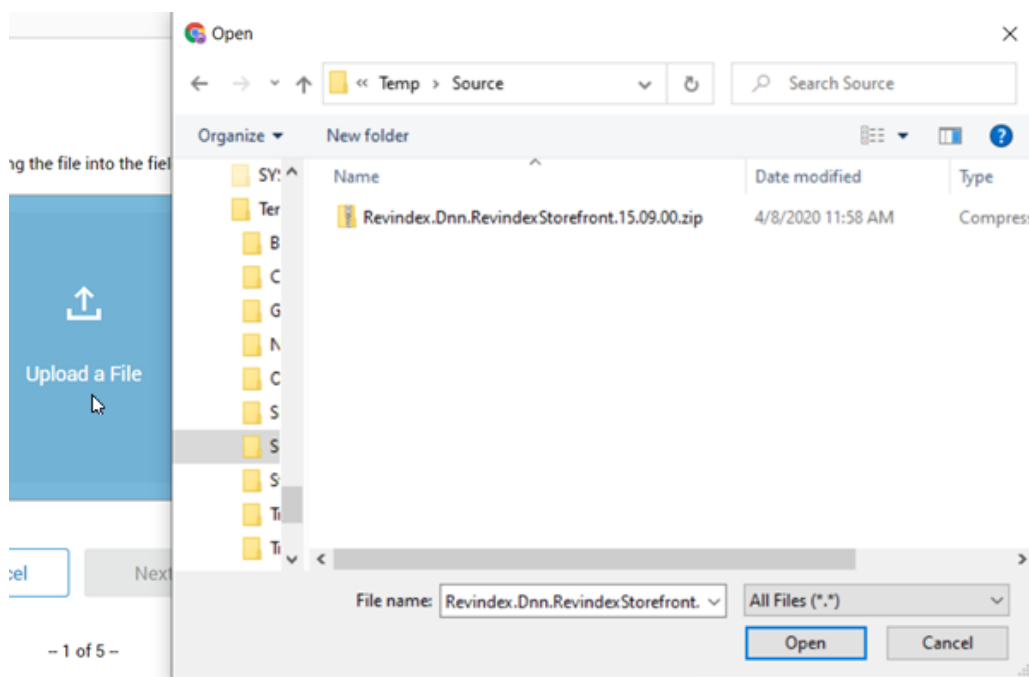 Open
« Temp › Source
Search Source
Organize
New folder
ng the file into the fiel
SY:
Ter
B
C
G
N
C
S
S
S
Name
Date modified
Type
Revindex.Dnn.RevindexStorefront.15.09.00.zip
4/8/2020 11:58 AM
Compres
Upload a File
cel
Next
-- 1 of 5 --
File name:
Revindex.Dnn.RevindexStorefront.
All Files (*.*)
Open
Cancel